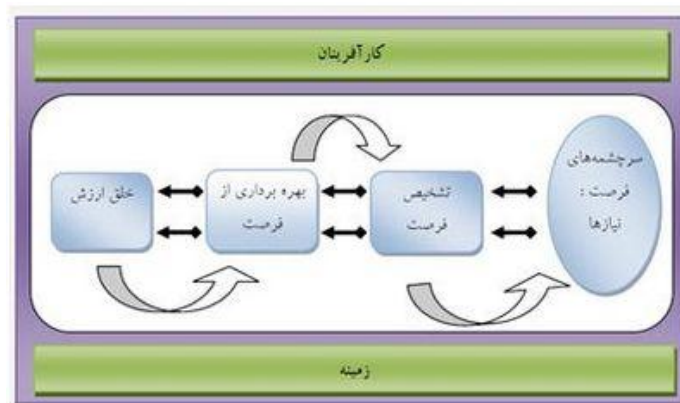 کارآفرینان
سرچشمه‌های
فرصت :
نیازها
تشخیص
فرصت
بهره برداری از
فرصت
خلق ارزش
زمینه